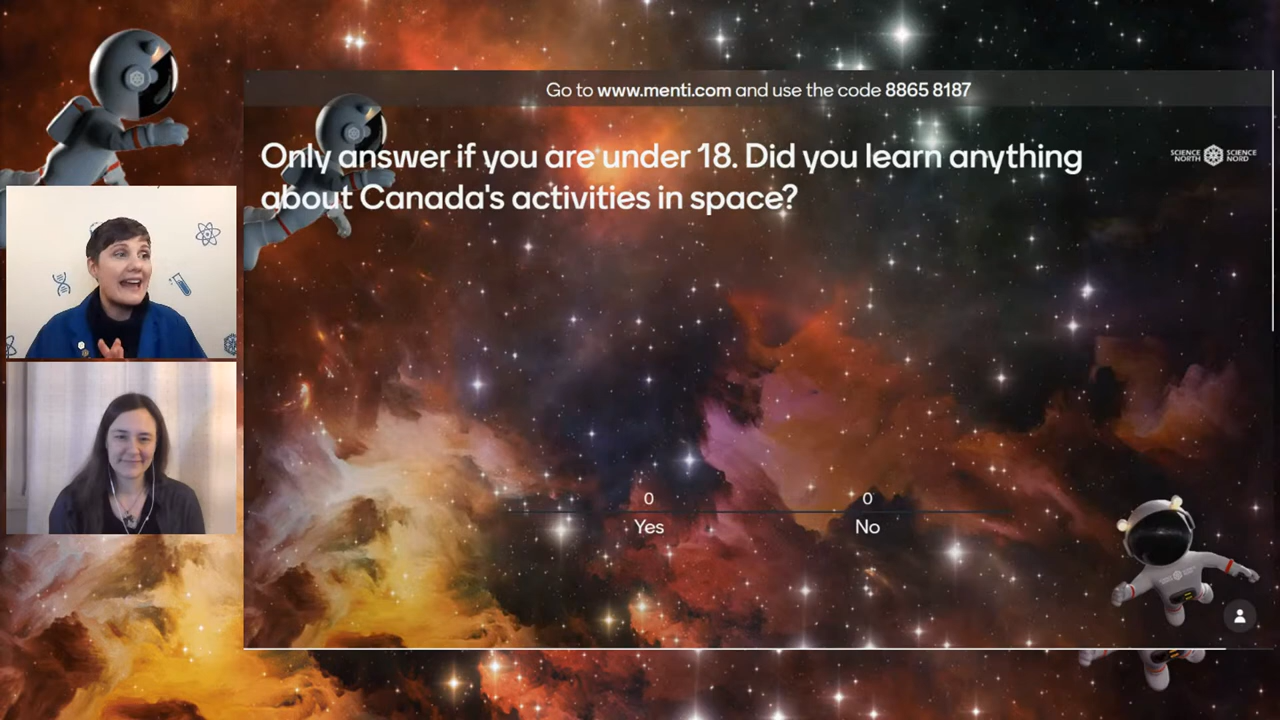 Go to www.menti.com and use the code 8865 8187
Only answer if you are under 18. Did you learn anything
about Canada's activities in space?
SCIENCE NORTH SCIENCE NORD
0 0
Yes No